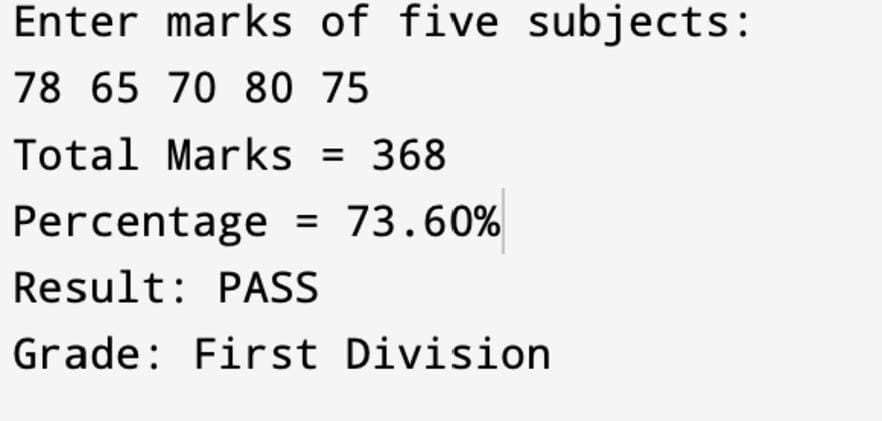 Enter marks of five subjects:
78 65 70 80 75
Total Marks = 368
Percentage = 73.60%
Result: PASS
Grade: First Division